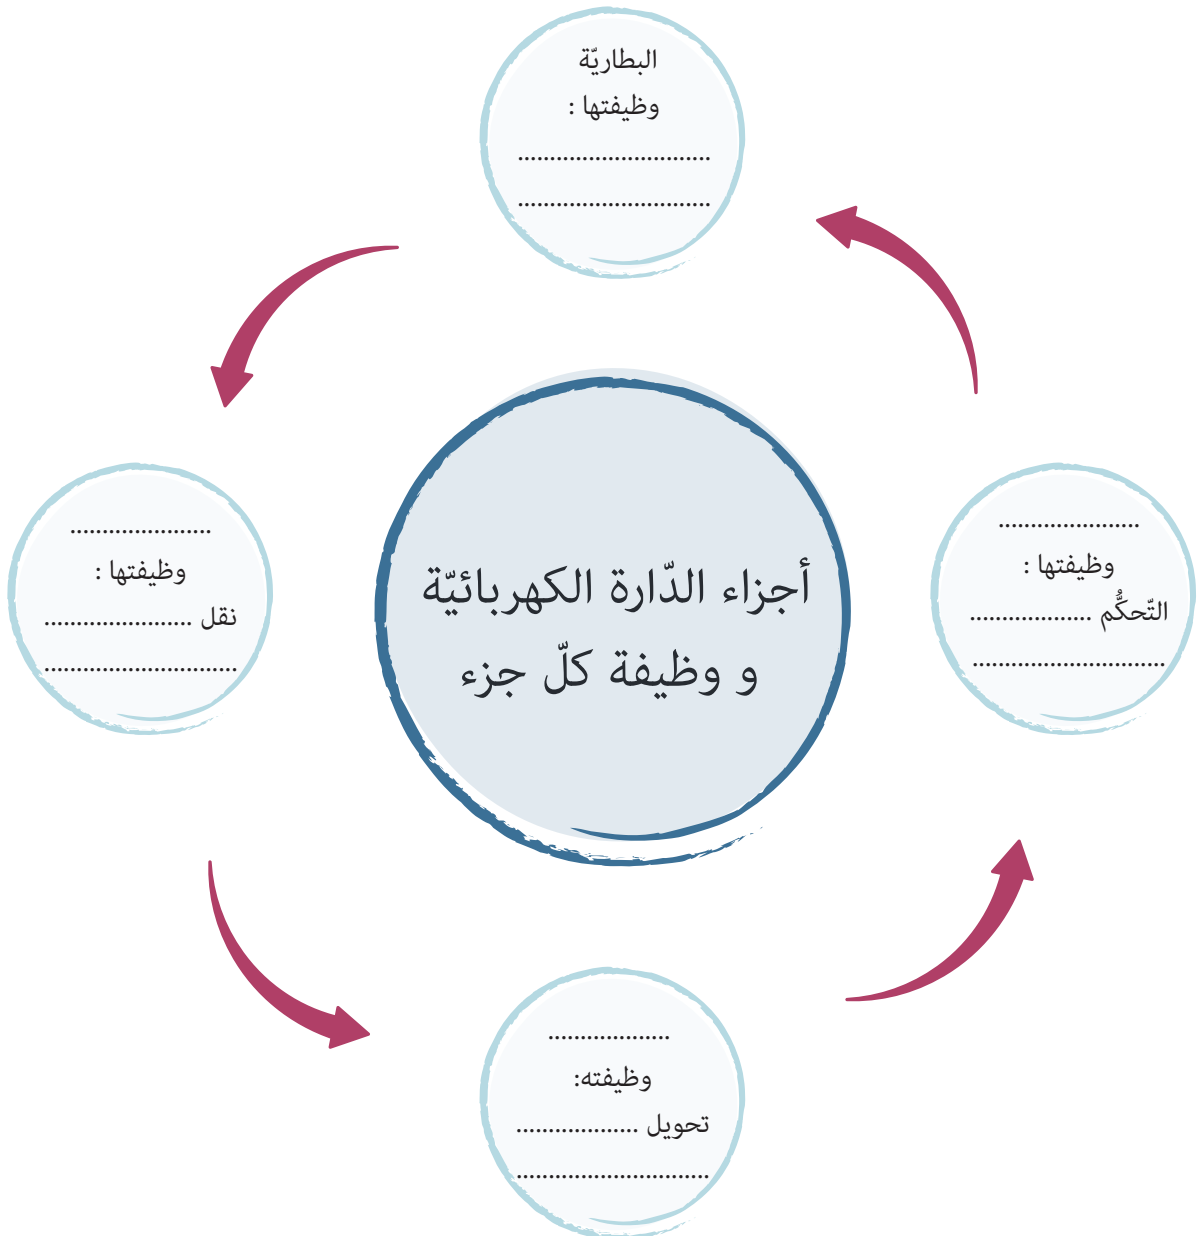 البطاريّة
وظيفتها :
..............................
..............................
......................
وظيفتها :
التّحكُّم ...................
..............................
أجزاء الدّارة الكهربائيّة
و وظيفة كلّ جزء
......................
وظيفتها :
نقل .......................
..............................
...................
وظيفته:
تحويل ...................
..............................